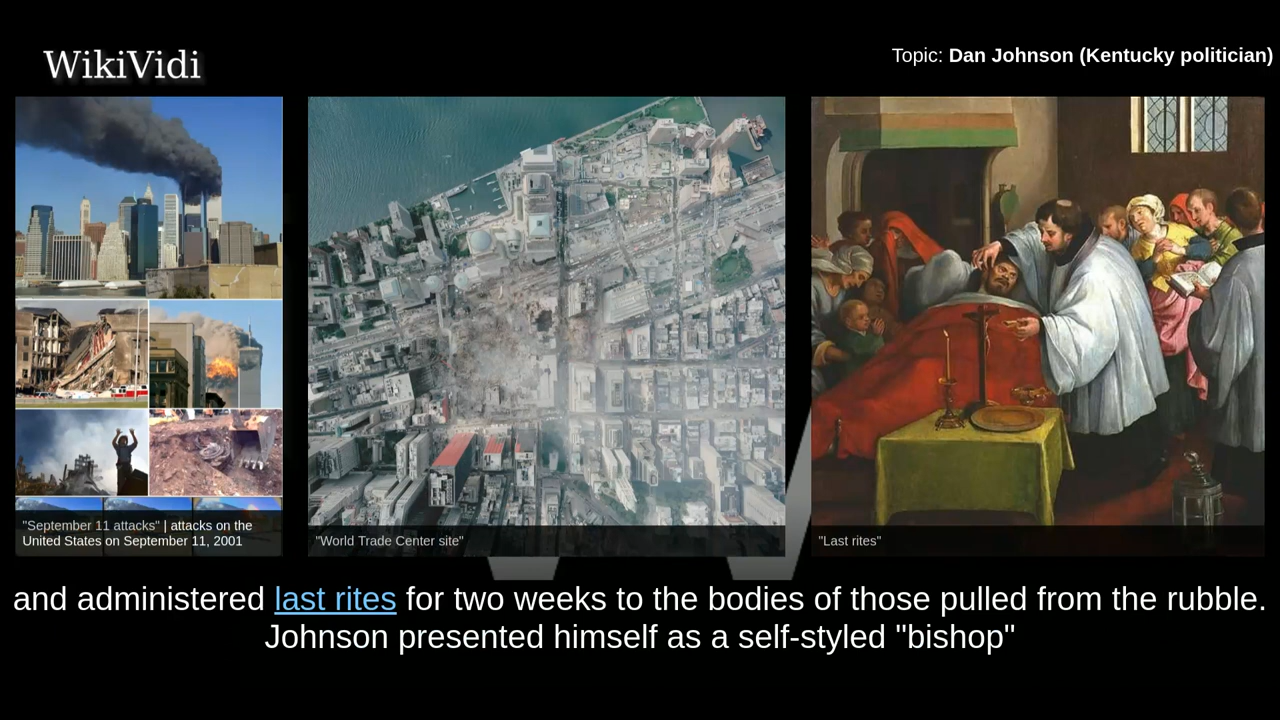 WikiVidi
Topic: Dan Johnson (Kentucky politician)
"September 11 attacks" | attacks on the
United States on September 11, 2001
"World Trade Center site"
"Last rites"
and administered last rites for two weeks to the bodies of those pulled from the rubble.
Johnson presented himself as a self-styled "bishop"